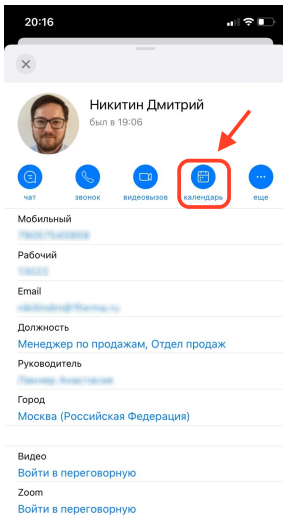 20:16
Никитин Дмитрий
был в 19:06
чат звонок видеовызов календарь еще
Мобильный
Рабочий
Email
Должность
Менеджер по продажам, Отдел продаж
Руководитель
Город
Москва (Российская Федерация)
Видео
Войти в переговорную
Zoom
Войти в переговорную